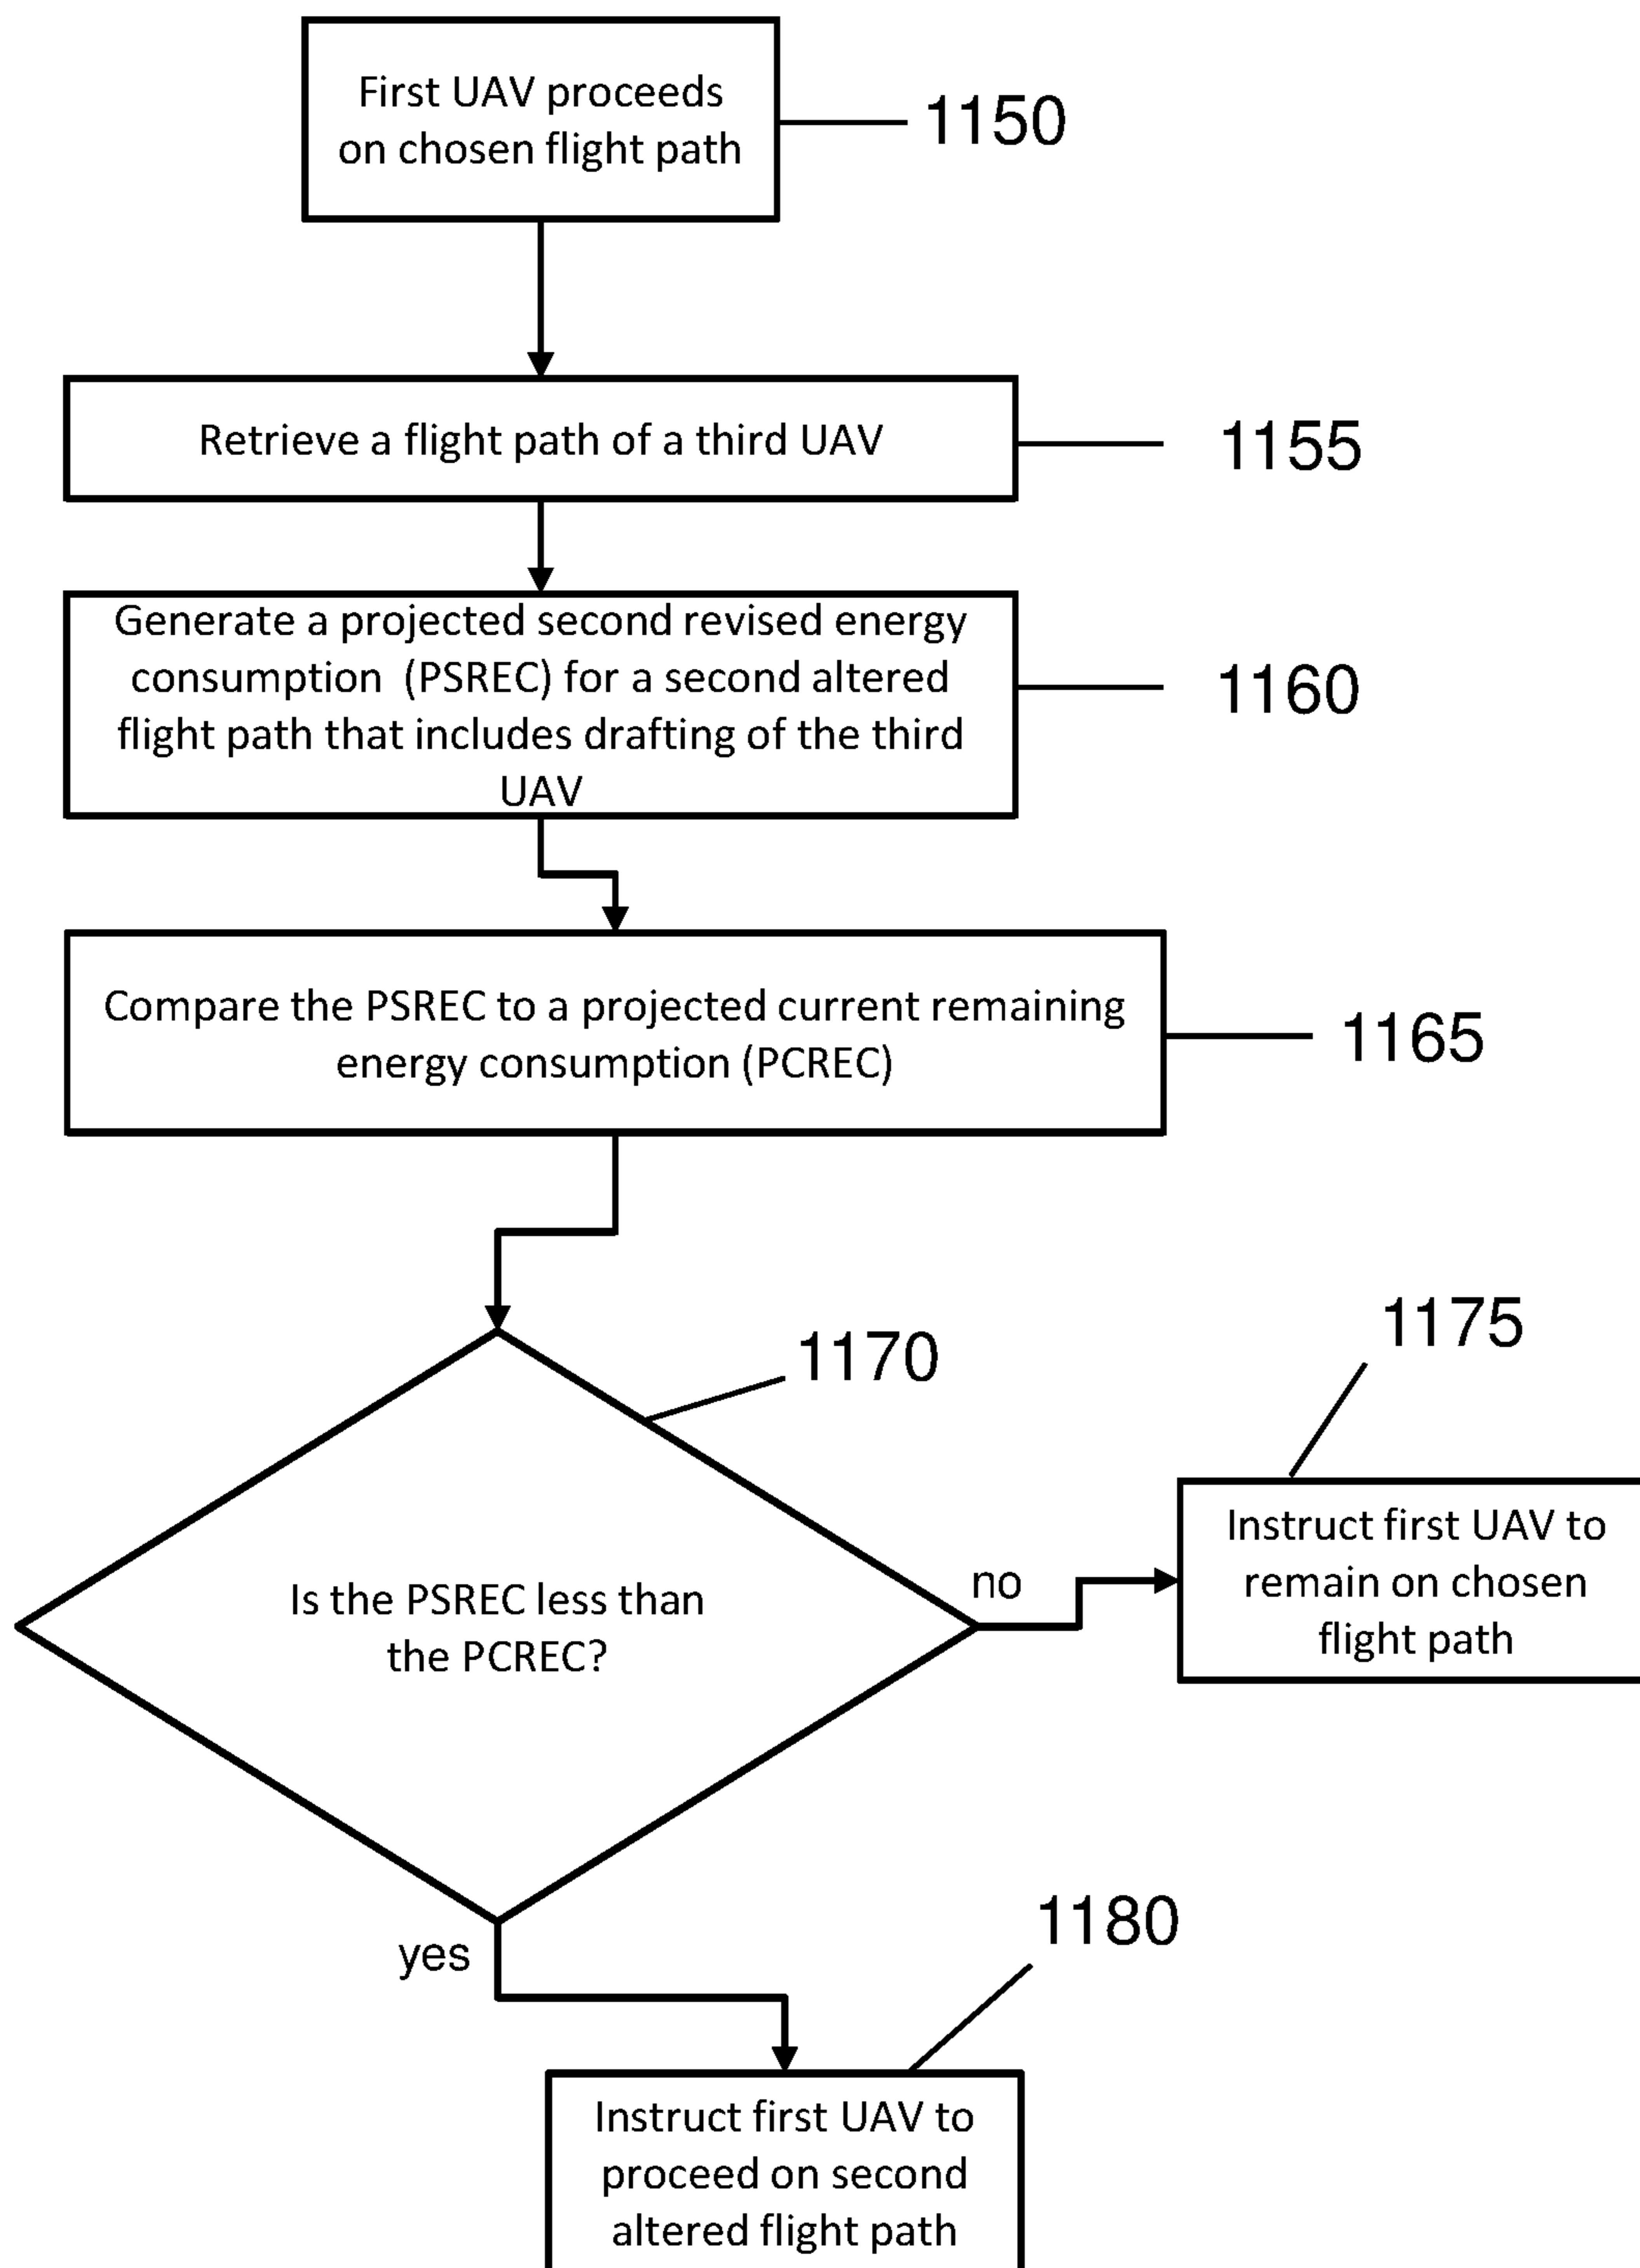 First UAV proceeds
on chosen flight path
1150
Retrieve a flight path of a third UAV
1155
Generate a projected second revised energy
consumption (PSREC) for a second altered
flight path that includes drafting of the third
UAV
1160
Compare the PSREC to a projected current remaining
energy consumption (PCREC)
1165
1170
1175
Is the PSREC less than
the PCREC?
no
Instruct first UAV to
remain on chosen
flight path
yes
1180
Instruct first UAV to
proceed on second
altered flight path